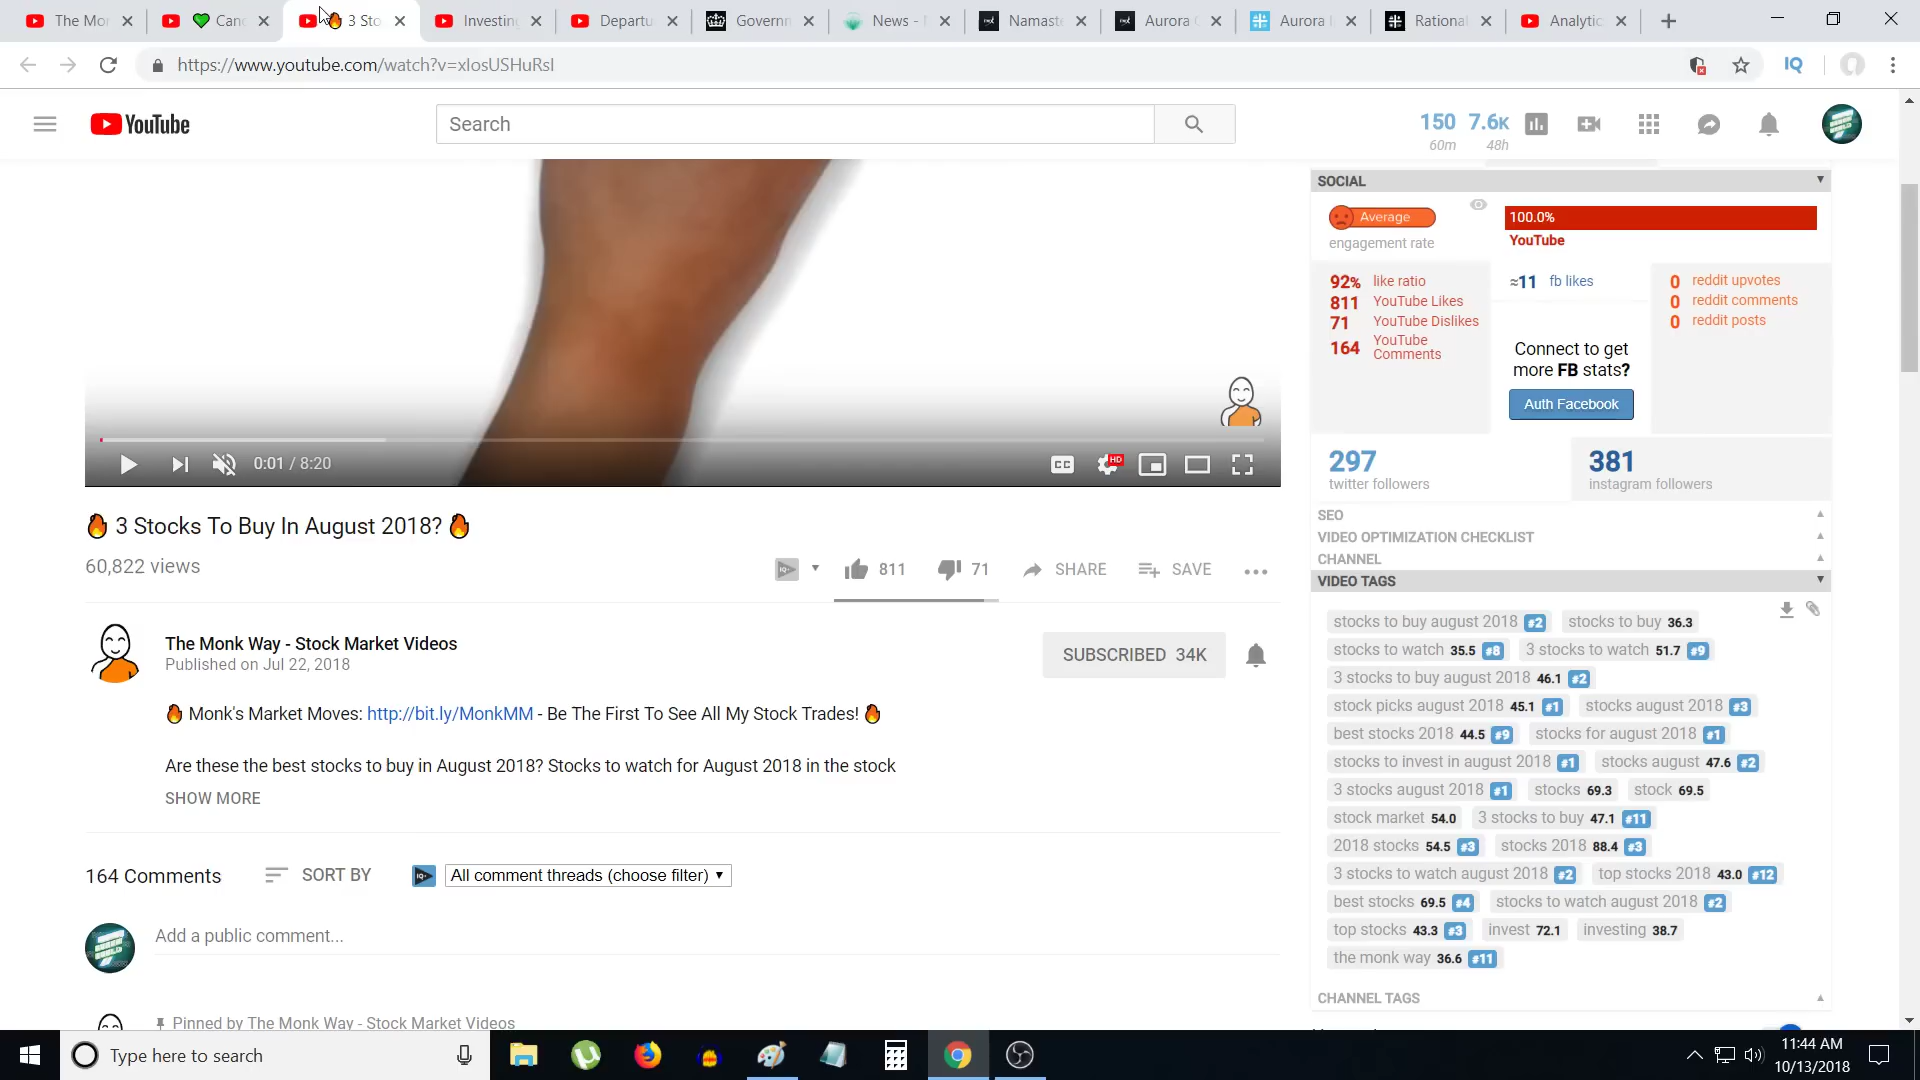 The Mon
Canc
3 Sto
Investing
Departu
Governm
News -
Namaste
Aurora
Aurora
Rational
Analytic
https://www.youtube.com/watch?v=xIosUSHuRsI
IQ
YouTube
Search
150 7.6K
60m 48h
SOCIAL
Average
engagement rate
100.0%
YouTube
92% like ratio
811 YouTube Likes
71 YouTube Dislikes
164 YouTube Comments
≈11 fb likes
0 reddit upvotes
0 reddit comments
0 reddit posts
Connect to get
more FB stats?
Auth Facebook
297
twitter followers
381
instagram followers
SEO
VIDEO OPTIMIZATION CHECKLIST
CHANNEL
VIDEO TAGS
stocks to buy august 2018 #2 stocks to buy 36.3
stocks to watch 35.5 #8 3 stocks to watch 51.7 #9
3 stocks to buy august 2018 46.1 #2
stock picks august 2018 45.1 #1 stocks august 2018 #3
best stocks 2018 44.5 #9 stocks for august 2018 #1
stocks to invest in august 2018 #1 stocks august 47.6 #2
3 stocks august 2018 #1 stocks 69.3 stock 69.5
stock market 54.0 3 stocks to buy 47.1 #11
2018 stocks 54.5 #3 stocks 2018 88.4 #3
3 stocks to watch august 2018 #2 top stocks 2018 43.0 #12
best stocks 69.5 #4 stocks to watch august 2018 #2
top stocks 43.3 #3 invest 72.1 investing 38.7
the monk way 36.6 #11
CHANNEL TAGS
0:01 / 8:20
CC
HD
🔥 3 Stocks To Buy In August 2018? 🔥
60,822 views
811 71 SHARE SAVE
The Monk Way - Stock Market Videos
Published on Jul 22, 2018
SUBSCRIBED 34K
🔥 Monk's Market Moves: http://bit.ly/MonkMM - Be The First To See All My Stock Trades! 🔥
Are these the best stocks to buy in August 2018? Stocks to watch for August 2018 in the stock
SHOW MORE
164 Comments SORT BY All comment threads (choose filter)
Add a public comment...
Pinned by The Monk Way - Stock Market Videos
Type here to search
11:44 AM
10/13/2018